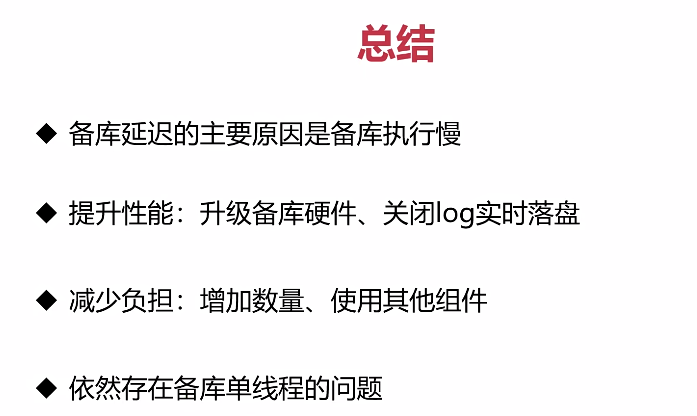 总结
◆ 备库延迟的主要原因是备库执行慢
◆ 提升性能：升级备库硬件、关闭log实时落盘
◆ 减少负担：增加数量、使用其他组件
◆ 依然存在备库单线程的问题